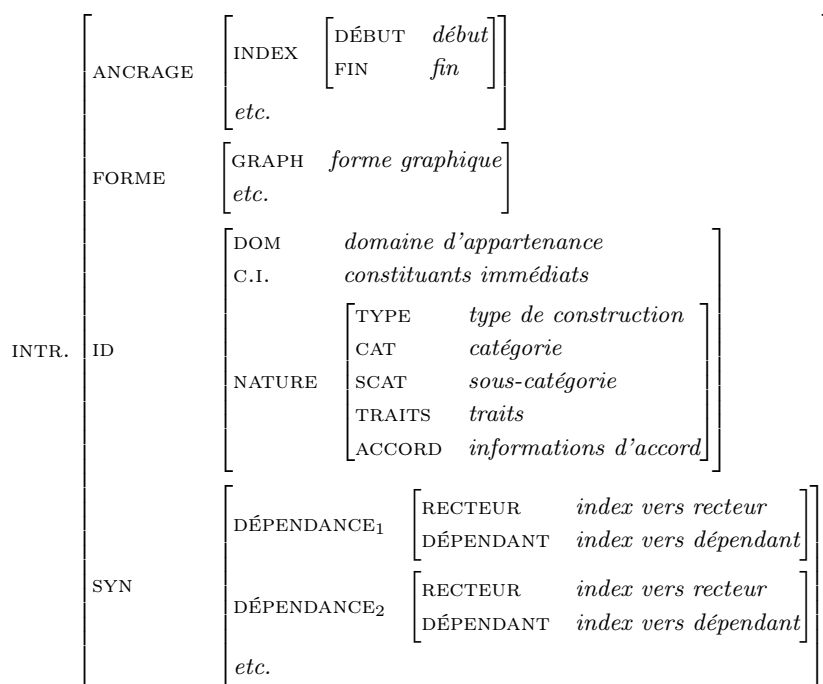 DÉBUT début
INDEX
FIN fin
ANCRAGE
etc.
GRAPH forme graphique
FORME
etc.
DOM domaine d'appartenance
C.I. constituants immédiats
TYPE type de construction
CAT catégorie
INTR. ID
NATURE SCAT sous-catégorie
TRAITS traits
ACCORD informations d'accord
RECTEUR index vers recteur
DÉPENDANCE1
DÉPENDANT index vers dépendant
SYN
RECTEUR index vers recteur
DÉPENDANCE2
DÉPENDANT index vers dépendant
etc.